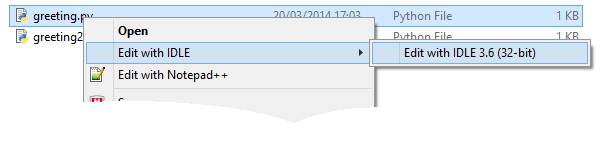 greeting.py 20/03/2014 17:03 Python File 1 KB
Open
greeting2 Python File 1 KB
Edit with IDLE Edit with IDLE 3.6 (32-bit)
Edit with Notepad++